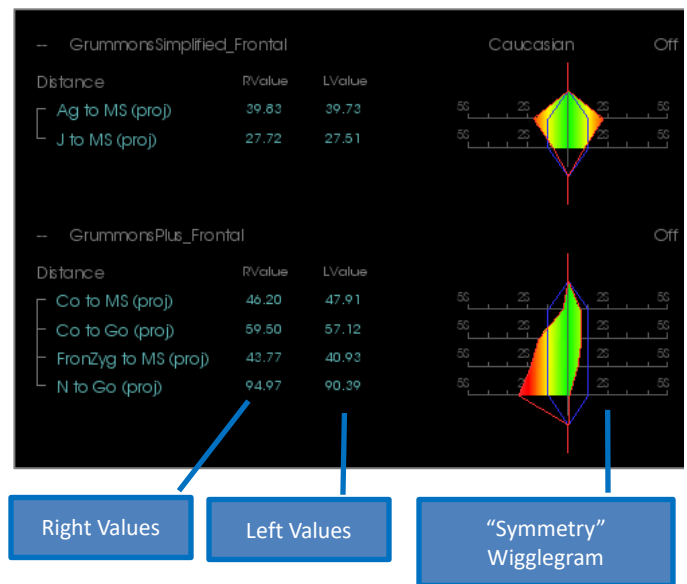 -- GrummonsSimplified_Frontal Caucasian Off
Distance RValue LValue
Ag to MS (proj) 39.83 39.73 5S 2S 2S 5S
J to MS (proj) 27.72 27.51 5S 2S 2S 5S
-- GrummonsPlus_Frontal Off
Distance RValue LValue
Co to MS (proj) 46.20 47.91 5S 2S 2S 5S
Co to Go (proj) 59.50 57.12 5S 2S 2S 5S
FronZyg to MS (proj) 43.77 40.93 5S 2S 2S 5S
N to Go (proj) 94.97 90.39 5S 2S 2S 5S
Right Values
Left Values
“Symmetry”
Wigglegram